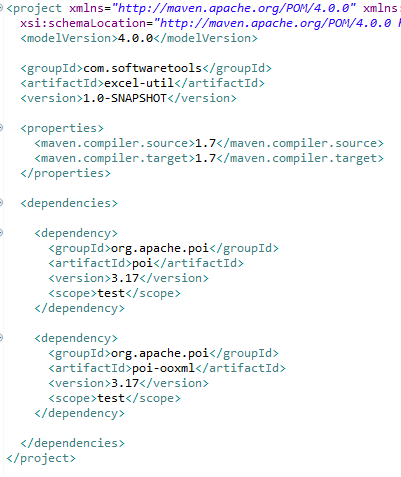 <project xmlns="http://maven.apache.org/POM/4.0.0" xmlns:
xsi:schemaLocation="http://maven.apache.org/POM/4.0.0 h
<modelVersion>4.0.0</modelVersion>
<groupId>com.softwaretools</groupId>
<artifactId>excel-util</artifactId>
<version>1.0-SNAPSHOT</version>
<properties>
<maven.compiler.source>1.7</maven.compiler.source>
<maven.compiler.target>1.7</maven.compiler.target>
</properties>
<dependencies>
<dependency>
<groupId>org.apache.poi</groupId>
<artifactId>poi</artifactId>
<version>3.17</version>
<scope>test</scope>
</dependency>
<dependency>
<groupId>org.apache.poi</groupId>
<artifactId>poi-ooxml</artifactId>
<version>3.17</version>
<scope>test</scope>
</dependency>
</dependencies>
</project>